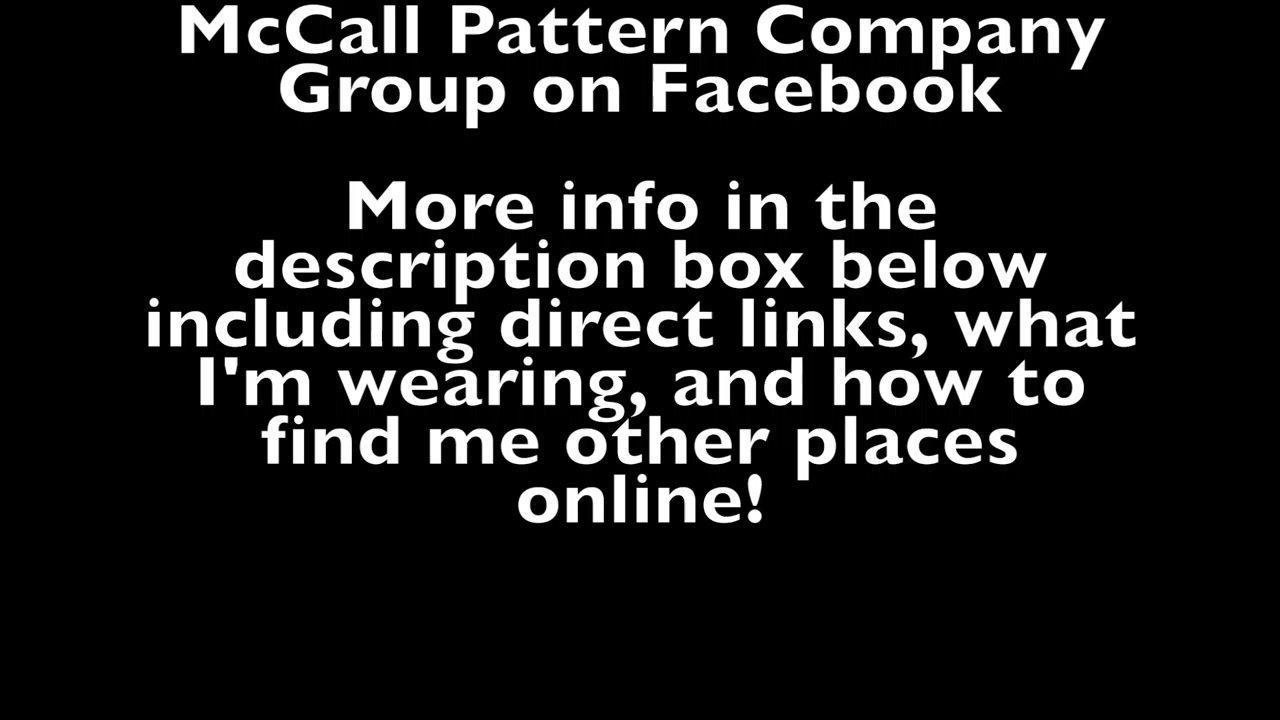 McCall Pattern Company
Group on Facebook
More info in the
description box below
including direct links, what
I'm wearing, and how to
find me other places
online!